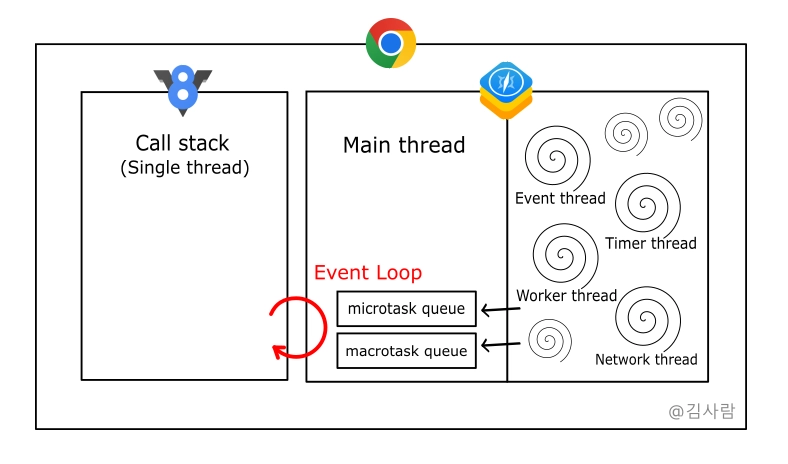 8
Call stack
(Single thread)
Main thread
Event thread
Timer thread
Event Loop
Worker thread
microtask queue
macrotask queue
Network thread
@김사람